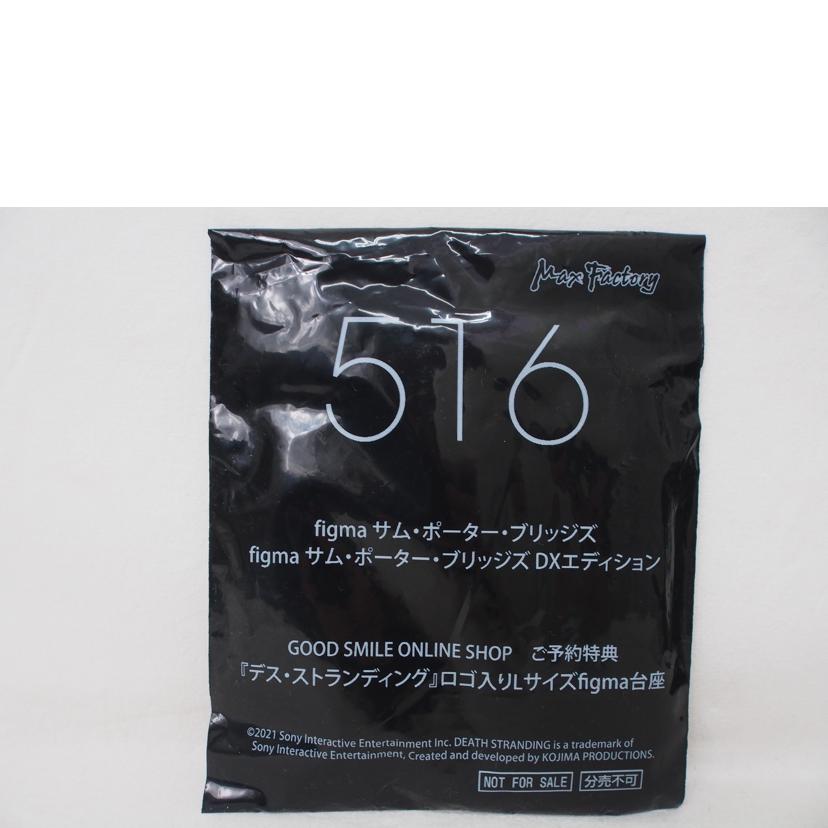 Max Factory
516
figma サム・ポーター・ブリッジズ
figma サム・ポーター・ブリッジズ DXエディション
GOOD SMILE ONLINE SHOP ご予約特典
『デス・ストランディング』ロゴ入りLサイズfigma台座
©2021 Sony Interactive Entertainment Inc. DEATH STRANDING is a trademark of
Sony Interactive Entertainment, Created and developed by KOJIMA PRODUCTIONS.
NOT FOR SALE 分売不可